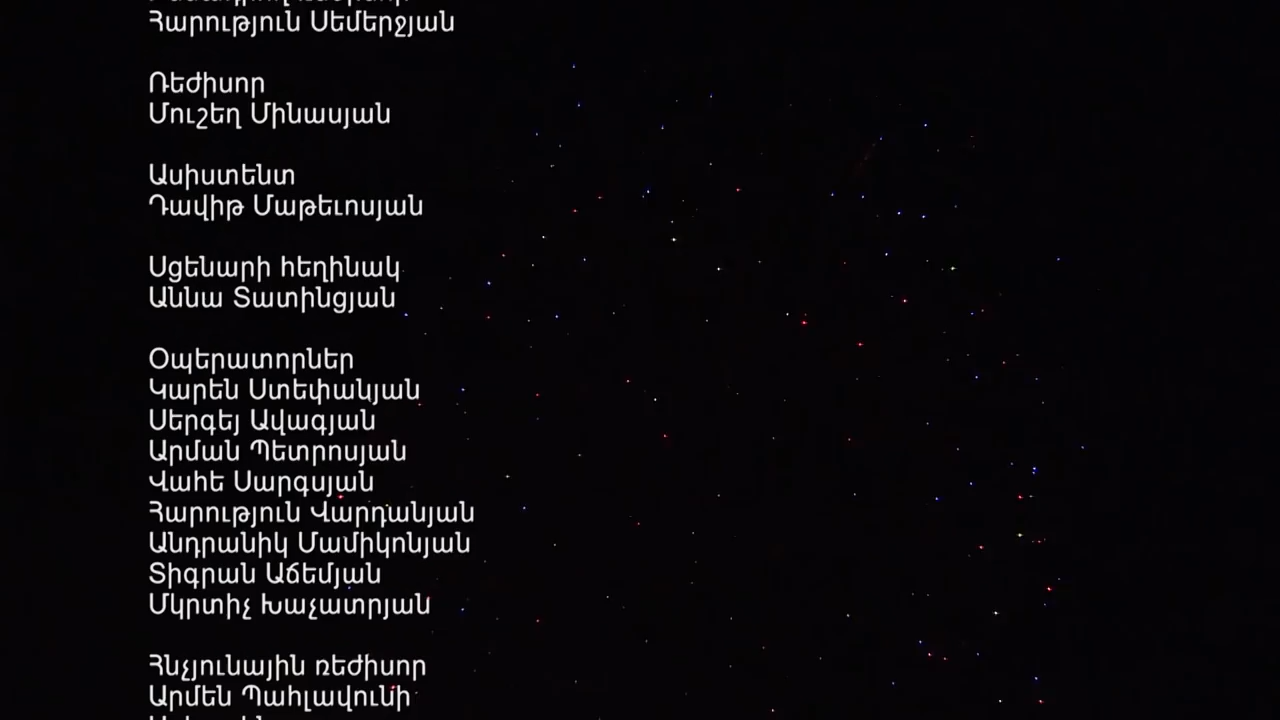 Հարություն Սեմերջյան
Ռեժիսոր
Մուշեղ Մինասյան
Ասիստենտ
Դավիթ Մաթեւոսյան
Սցենարի հեղինակ
Աննա Տատինցյան
Օպերատորներ
Կարեն Ստեփանյան
Սերգեյ Ավագյան
Արման Պետրոսյան
Վահե Սարգսյան
Հարություն Վարդանյան
Անդրանիկ Մամիկոնյան
Տիգրան Աճեմյան
Մկրտիչ Խաչատրյան
Հնչյունային ռեժիսոր
Արմեն Պահլավունի